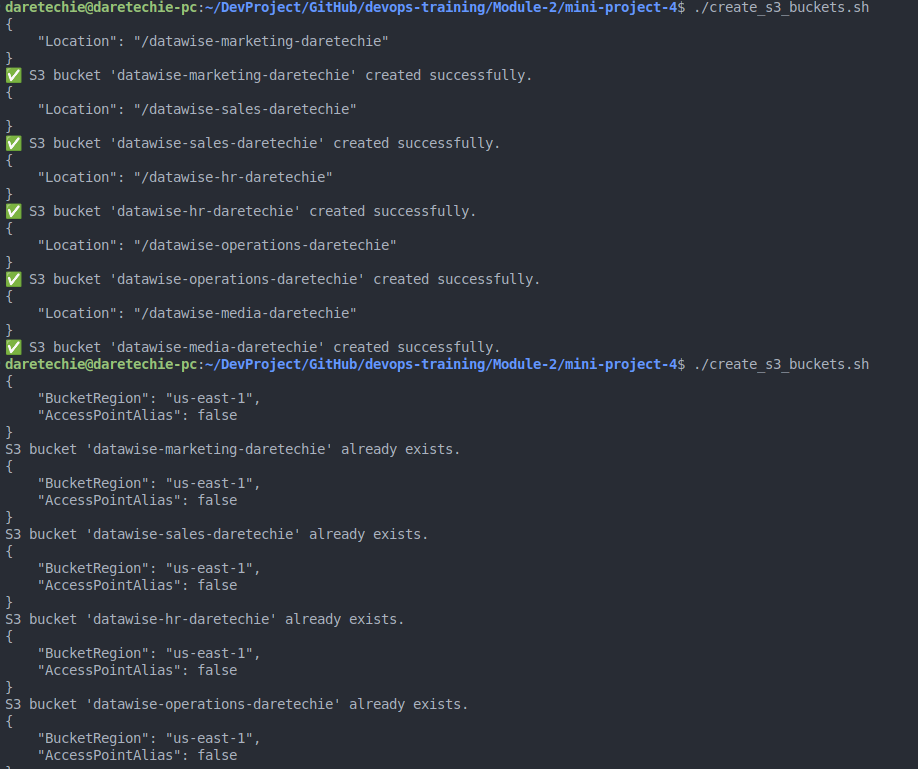 daretechie@daretechie-pc:~/DevProject/GitHub/devops-training/Module-2/mini-project-4$ ./create_s3_buckets.sh
{
    "Location": "/datawise-marketing-daretechie"
}
✅ S3 bucket 'datawise-marketing-daretechie' created successfully.
{
    "Location": "/datawise-sales-daretechie"
}
✅ S3 bucket 'datawise-sales-daretechie' created successfully.
{
    "Location": "/datawise-hr-daretechie"
}
✅ S3 bucket 'datawise-hr-daretechie' created successfully.
{
    "Location": "/datawise-operations-daretechie"
}
✅ S3 bucket 'datawise-operations-daretechie' created successfully.
{
    "Location": "/datawise-media-daretechie"
}
✅ S3 bucket 'datawise-media-daretechie' created successfully.
daretechie@daretechie-pc:~/DevProject/GitHub/devops-training/Module-2/mini-project-4$ ./create_s3_buckets.sh
{
    "BucketRegion": "us-east-1",
    "AccessPointAlias": false
}
S3 bucket 'datawise-marketing-daretechie' already exists.
{
    "BucketRegion": "us-east-1",
    "AccessPointAlias": false
}
S3 bucket 'datawise-sales-daretechie' already exists.
{
    "BucketRegion": "us-east-1",
    "AccessPointAlias": false
}
S3 bucket 'datawise-hr-daretechie' already exists.
{
    "BucketRegion": "us-east-1",
    "AccessPointAlias": false
}
S3 bucket 'datawise-operations-daretechie' already exists.
{
    "BucketRegion": "us-east-1",
    "AccessPointAlias": false